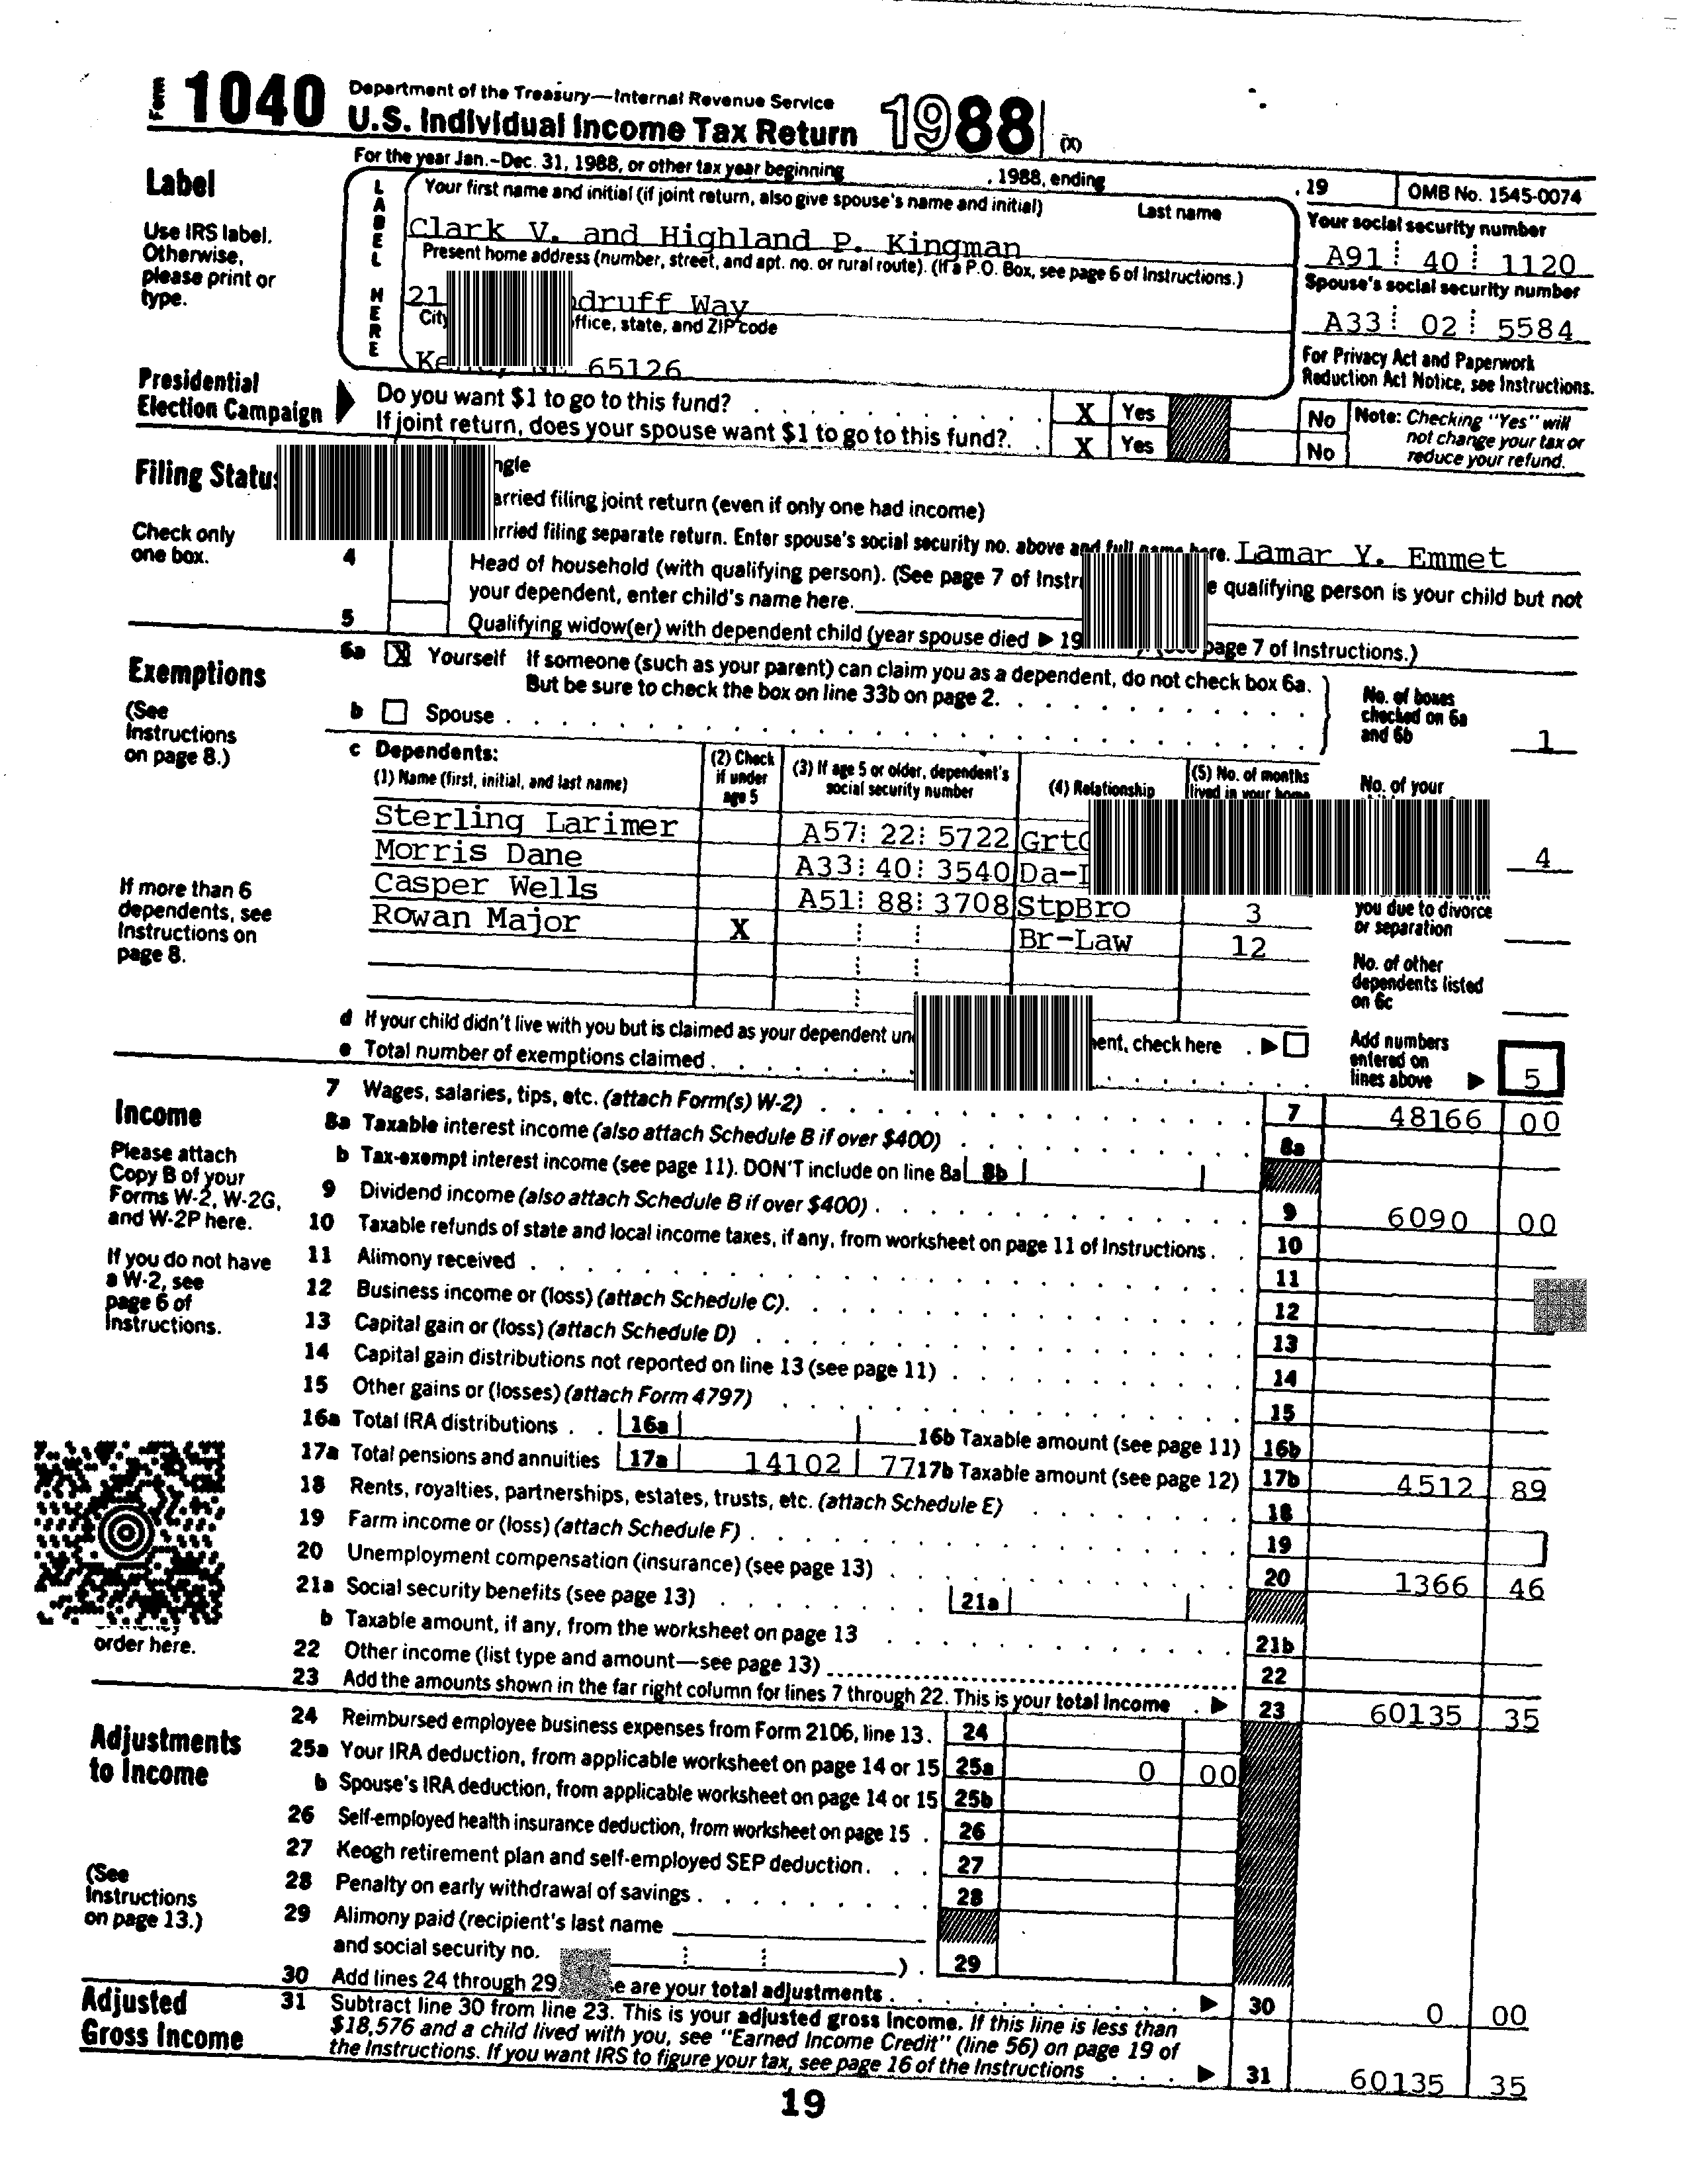 Form 1040 Department of the Treasury—Internal Revenue Service
U.S. Individual Income Tax Return 1988 (X)
For the year Jan.–Dec. 31, 1988, or other tax year beginning , 1988, ending , 19 OMB No. 1545-0074
Label
Use IRS label.
Otherwise,
please print or
type.
LABEL HERE
Your first name and initial (if joint return, also give spouse's name and initial) Last name
Clark V. and Highland P. Kingman
Your social security number
A91 40 1120
Present home address (number, street, and apt. no. or rural route). (If a P.O. Box, see page 6 of Instructions.)
21 Way
Spouse's social security number
A33 02 5584
state, and ZIP code
65126
For Privacy Act and Paperwork
Reduction Act Notice, see Instructions.
Presidential
Election Campaign
Do you want $1 to go to this fund? X Yes No
If joint return, does your spouse want $1 to go to this fund? X Yes No
Note: Checking "Yes" will
not change your tax or
reduce your refund.
Filing
Check only
one box.
filing joint return (even if only one had income)
filing separate return. Enter spouse's social security no. above and full name here. Lamar Y. Emmet
4 Head of household (with qualifying person). (See page 7 of qualifying person is your child but not
your dependent, enter child's name here.
5 Qualifying widow(er) with dependent child (year spouse died ▶ 19 page 7 of Instructions.)
Exemptions
(See
Instructions
on page 8.)
If more than 6
dependents, see
Instructions on
page 8.
6a X Yourself If someone (such as your parent) can claim you as a dependent, do not check box 6a.
But be sure to check the box on line 33b on page 2.
b Spouse
No. of boxes
checked on 6a
and 6b 1
c Dependents:
(1) Name (first, initial, and last name) (2) Check if under age 5 (3) If age 5 or older, dependent's social security number (4) Relationship (5) No. of months lived in your home
No. of your
4
Sterling Larimer A57 22 5722
Morris Dane A33 40 3540
Casper Wells A51 88 3708 StpBro 3
Rowan Major X Br-Law 12
you due to divorce
or separation
No. of other
dependents listed
on 6c
d If your child didn't live with you but is claimed as your dependent check here ▶
e Total number of exemptions claimed
Add numbers
entered on
lines above ▶ 5
Income
Please attach
Copy B of your
Forms W-2, W-2G,
and W-2P here.
If you do not have
a W-2, see
page 6 of
Instructions.
order here.
7 Wages, salaries, tips, etc. (attach Form(s) W-2) 7 48166 00
8a Taxable interest income (also attach Schedule B if over $400) 8a
b Tax-exempt interest income (see page 11). DON'T include on line 8a 8b
9 Dividend income (also attach Schedule B if over $400) 9 6090 00
10 Taxable refunds of state and local income taxes, if any, from worksheet on page 11 of Instructions 10
11 Alimony received 11
12 Business income or (loss) (attach Schedule C) 12
13 Capital gain or (loss) (attach Schedule D) 13
14 Capital gain distributions not reported on line 13 (see page 11) 14
15 Other gains or (losses) (attach Form 4797) 15
16a Total IRA distributions 16a 16b Taxable amount (see page 11) 16b
17a Total pensions and annuities 17a 14102 77 17b Taxable amount (see page 12) 17b 4512 89
18 Rents, royalties, partnerships, estates, trusts, etc. (attach Schedule E) 18
19 Farm income or (loss) (attach Schedule F) 19
20 Unemployment compensation (insurance) (see page 13) 20 1366 46
21a Social security benefits (see page 13) 21a
b Taxable amount, if any, from the worksheet on page 13 21b
22 Other income (list type and amount—see page 13) 22
23 Add the amounts shown in the far right column for lines 7 through 22. This is your total income ▶ 23 60135 35
Adjustments
to Income
(See
Instructions
on page 13.)
24 Reimbursed employee business expenses from Form 2106, line 13. 24
25a Your IRA deduction, from applicable worksheet on page 14 or 15 25a 0 00
b Spouse's IRA deduction, from applicable worksheet on page 14 or 15 25b
26 Self-employed health insurance deduction, from worksheet on page 15 26
27 Keogh retirement plan and self-employed SEP deduction 27
28 Penalty on early withdrawal of savings 28
29 Alimony paid (recipient's last name
and social security no. ) 29
30 Add lines 24 through 29. are your total adjustments ▶ 30 0 00
Adjusted
Gross Income
31 Subtract line 30 from line 23. This is your adjusted gross income. If this line is less than
$18,576 and a child lived with you, see "Earned Income Credit" (line 56) on page 19 of
the Instructions. If you want IRS to figure your tax, see page 16 of the Instructions ▶ 31 60135 35
19